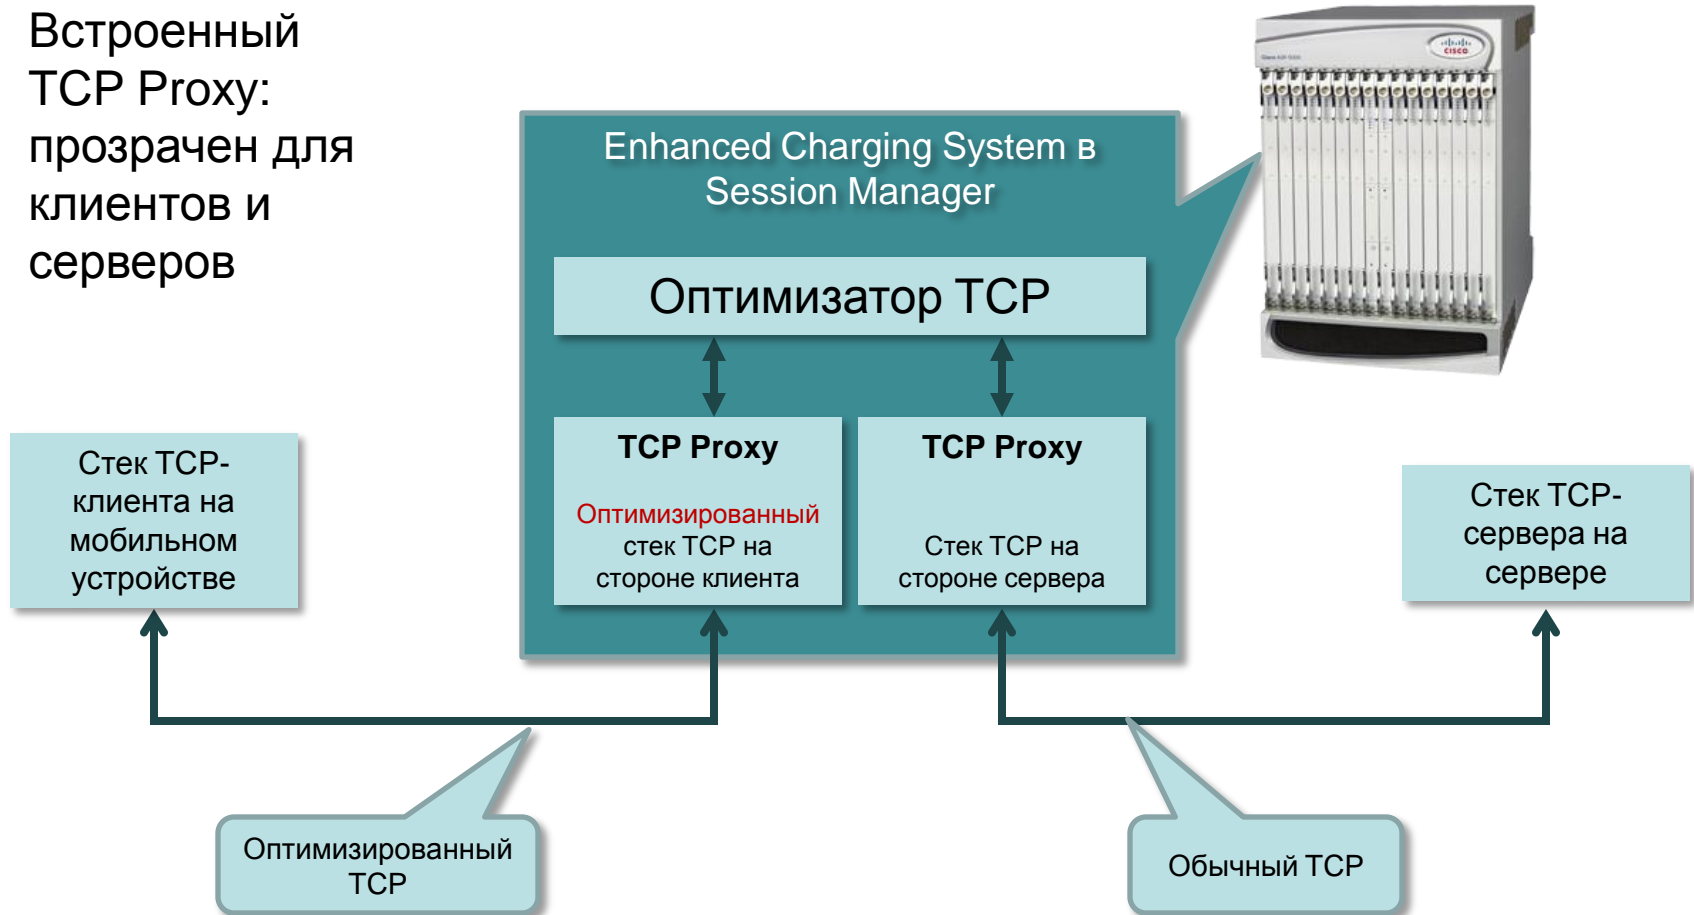 Встроенный
TCP Proxy:
прозрачен для
клиентов и
серверов
CISCO
Enhanced Charging System в
Session Manager
Оптимизатор TCP
TCP Proxy
Оптимизированный
стек TCP на
стороне клиента
TCP Proxy
Стек TCP на
стороне сервера
Стек TCP-
клиента на
мобильном
устройстве
Стек TCP-
сервера на
сервере
Оптимизированный
TCP
Обычный TCP